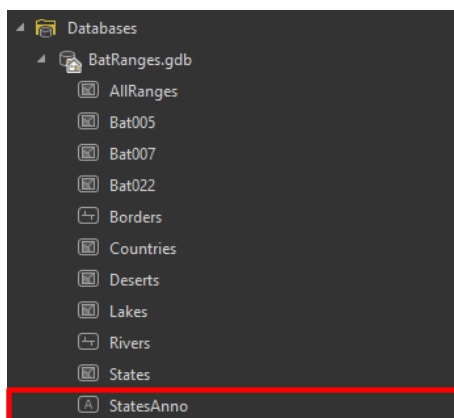 Databases
BatRanges.gdb
AllRanges
Bat005
Bat007
Bat022
Borders
Countries
Deserts
Lakes
Rivers
States
A StatesAnno